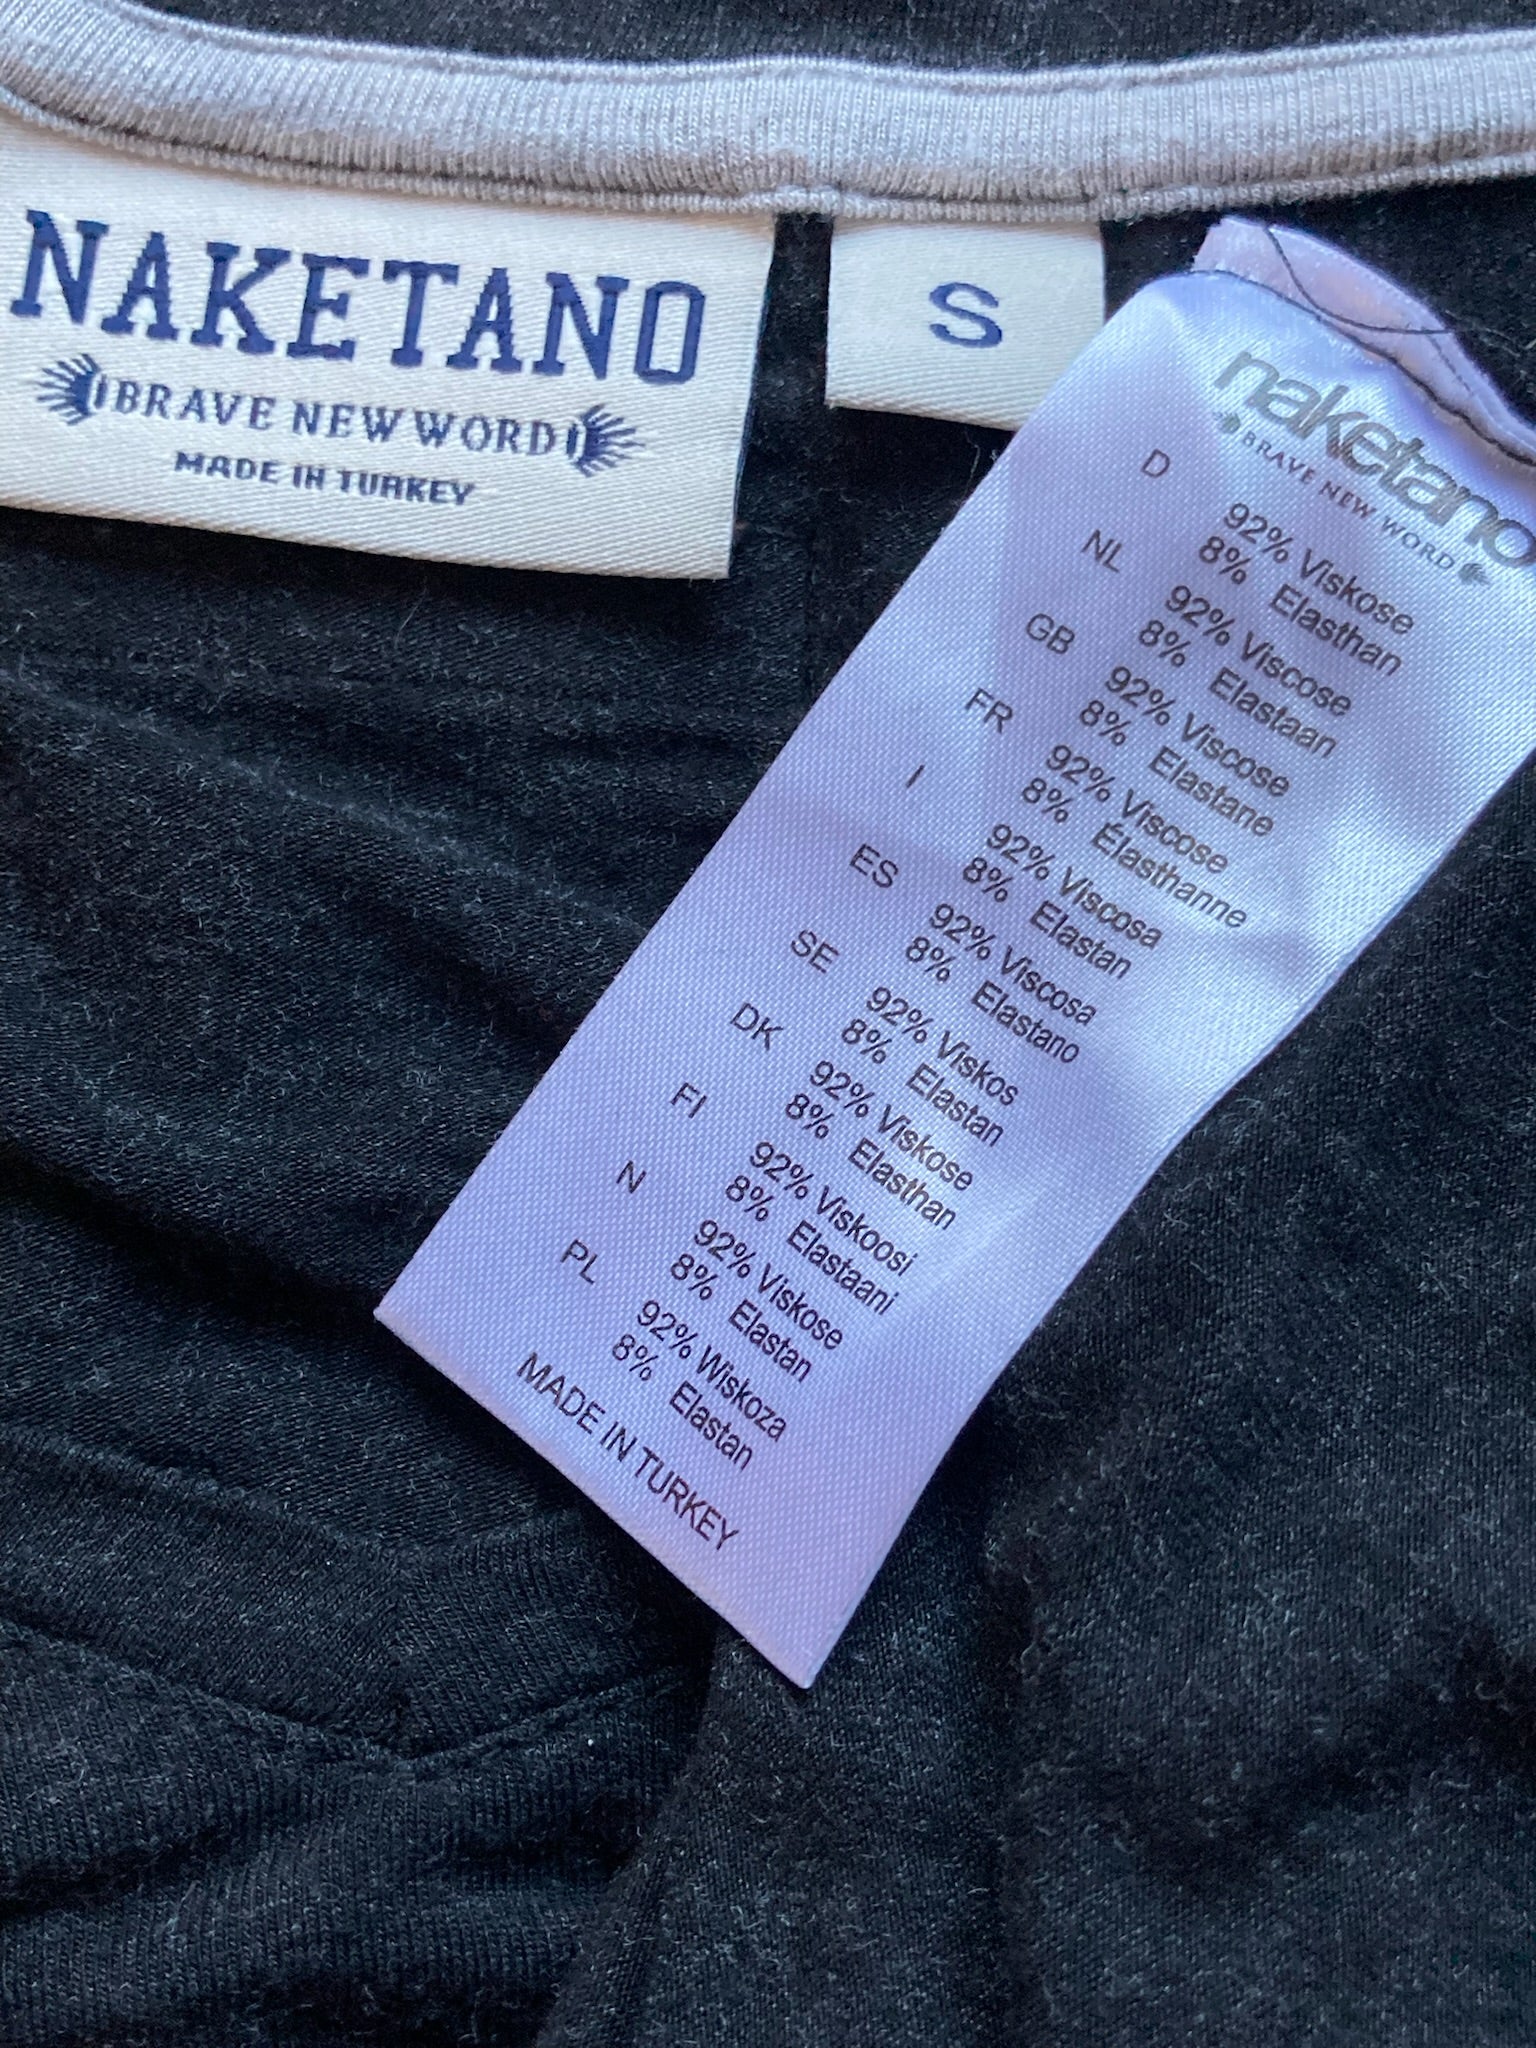 NAKETANO
BRAVE NEW WORD
MADE IN TURKEY
S
naketano
BRAVE NEW WORD
D 92% Viskose
8% Elasthan
NL 92% Viscose
8% Elastaan
GB 92% Viscose
8% Elastane
FR 92% Viscose
8% Élasthanne
I 92% Viscosa
8% Elastan
ES 92% Viscosa
8% Elastano
SE 92% Viskos
8% Elastan
DK 92% Viskose
8% Elasthan
FI 92% Viskoosi
8% Elastaani
N 92% Viskose
8% Elastan
PL 92% Wiskoza
8% Elastan
MADE IN TURKEY